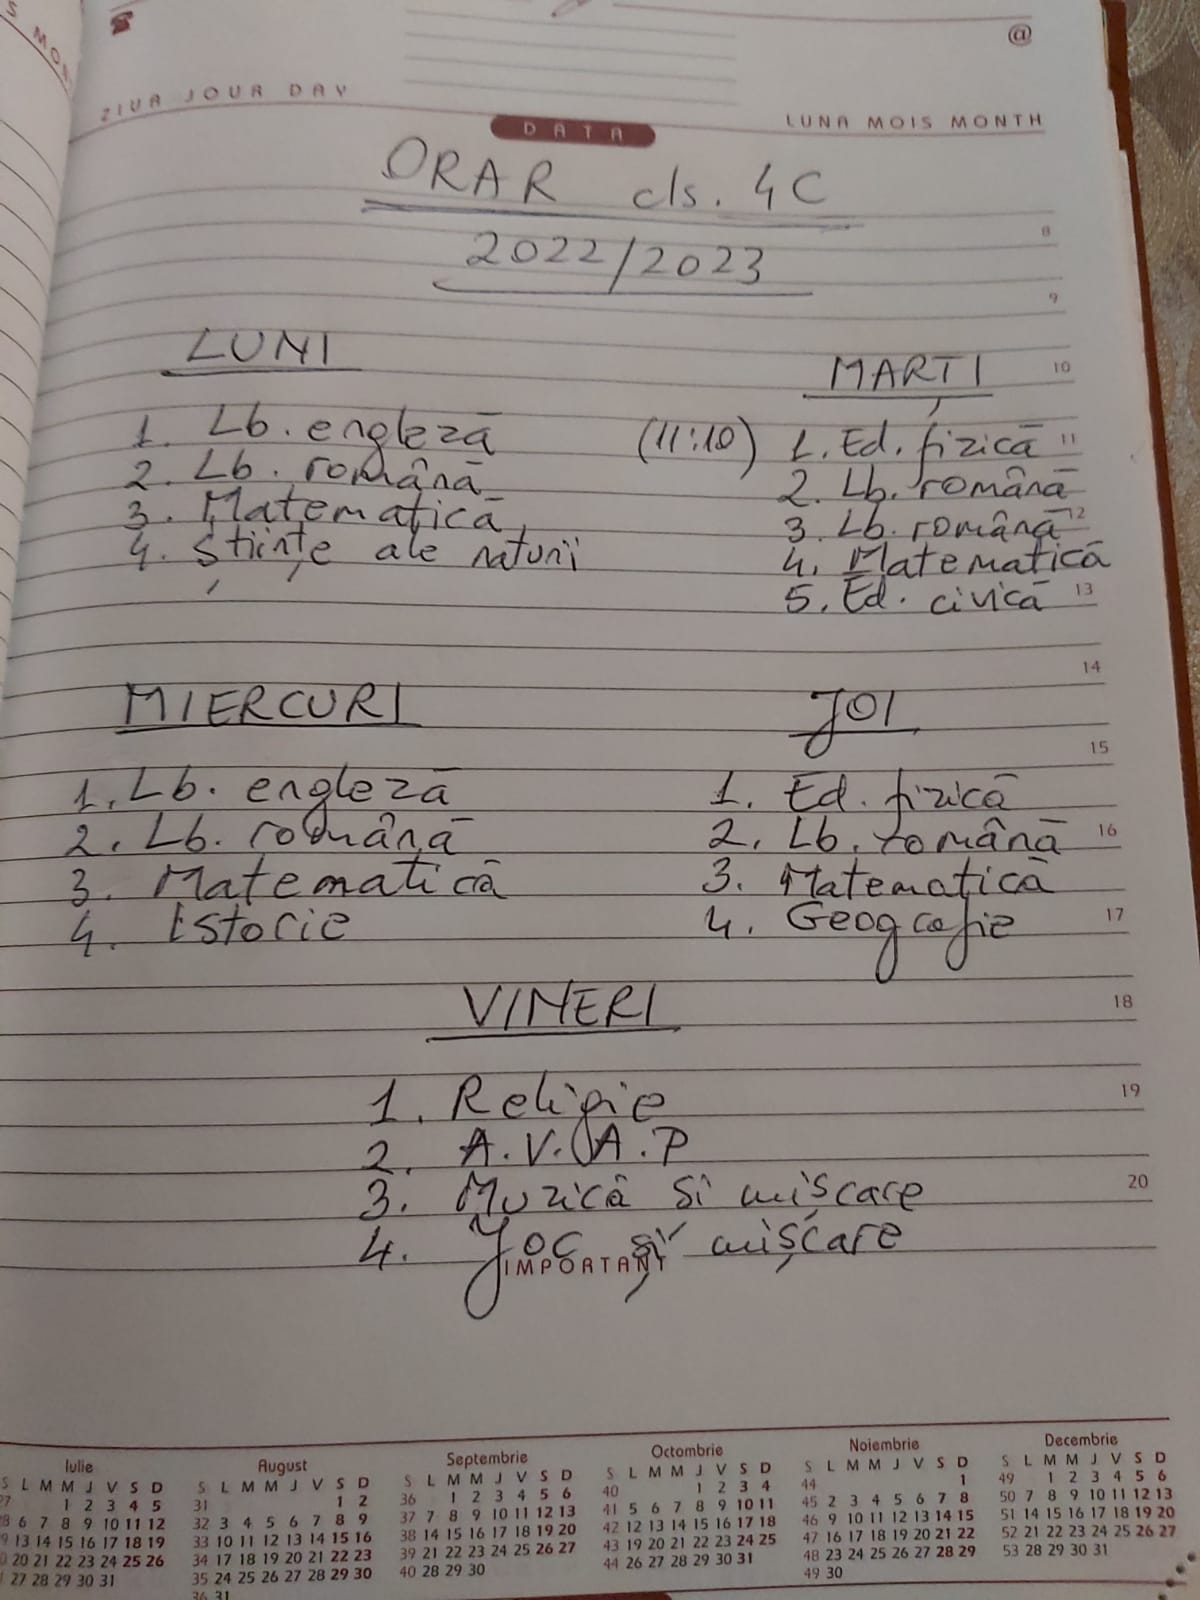 S MOI
@
ZIUA JOUR DAY
DATA
LUNA MOIS MONTH
ORAR cls. 4C
2022/2023
8
9
LUNI
1. Lb. engleză
2. Lb. română
3. Matematică
4. Științe ale naturii
MARȚI
10
(11:10) 1. Ed. fizică 11
2. Lb. română
3. Lb. română 12
4. Matematică
5. Ed. civică 13
14
MIERCURI
1. Lb. engleză
2. Lb. română
3. Matematică
4. Istorie
JOI
15
1. Ed. fizică
2. Lb. română 16
3. Matematică
4. Geografie 17
VINERI
18
1. Religie 19
2. A.V.A.P
3. Muzică si mișcare 20
4. Joc și mișcare
IMPORTANT
Iulie
S L M M J V S D
27 1 2 3 4 5
28 6 7 8 9 10 11 12
29 13 14 15 16 17 18 19
20 21 22 23 24 25 26
27 28 29 30 31
August
S L M M J V S D
31 1 2
32 3 4 5 6 7 8 9
33 10 11 12 13 14 15 16
34 17 18 19 20 21 22 23
35 24 25 26 27 28 29 30
36 31
Septembrie
S L M M J V S D
36 1 2 3 4 5 6
37 7 8 9 10 11 12 13
38 14 15 16 17 18 19 20
39 21 22 23 24 25 26 27
40 28 29 30
Octombrie
S L M M J V S D
40 1 2 3 4
41 5 6 7 8 9 10 11
42 12 13 14 15 16 17 18
43 19 20 21 22 23 24 25
44 26 27 28 29 30 31
Noiembrie
S L M M J V S D
44 1
45 2 3 4 5 6 7 8
46 9 10 11 12 13 14 15
47 16 17 18 19 20 21 22
48 23 24 25 26 27 28 29
49 30
Decembrie
S L M M J V S D
49 1 2 3 4 5 6
50 7 8 9 10 11 12 13
51 14 15 16 17 18 19 20
52 21 22 23 24 25 26 27
53 28 29 30 31